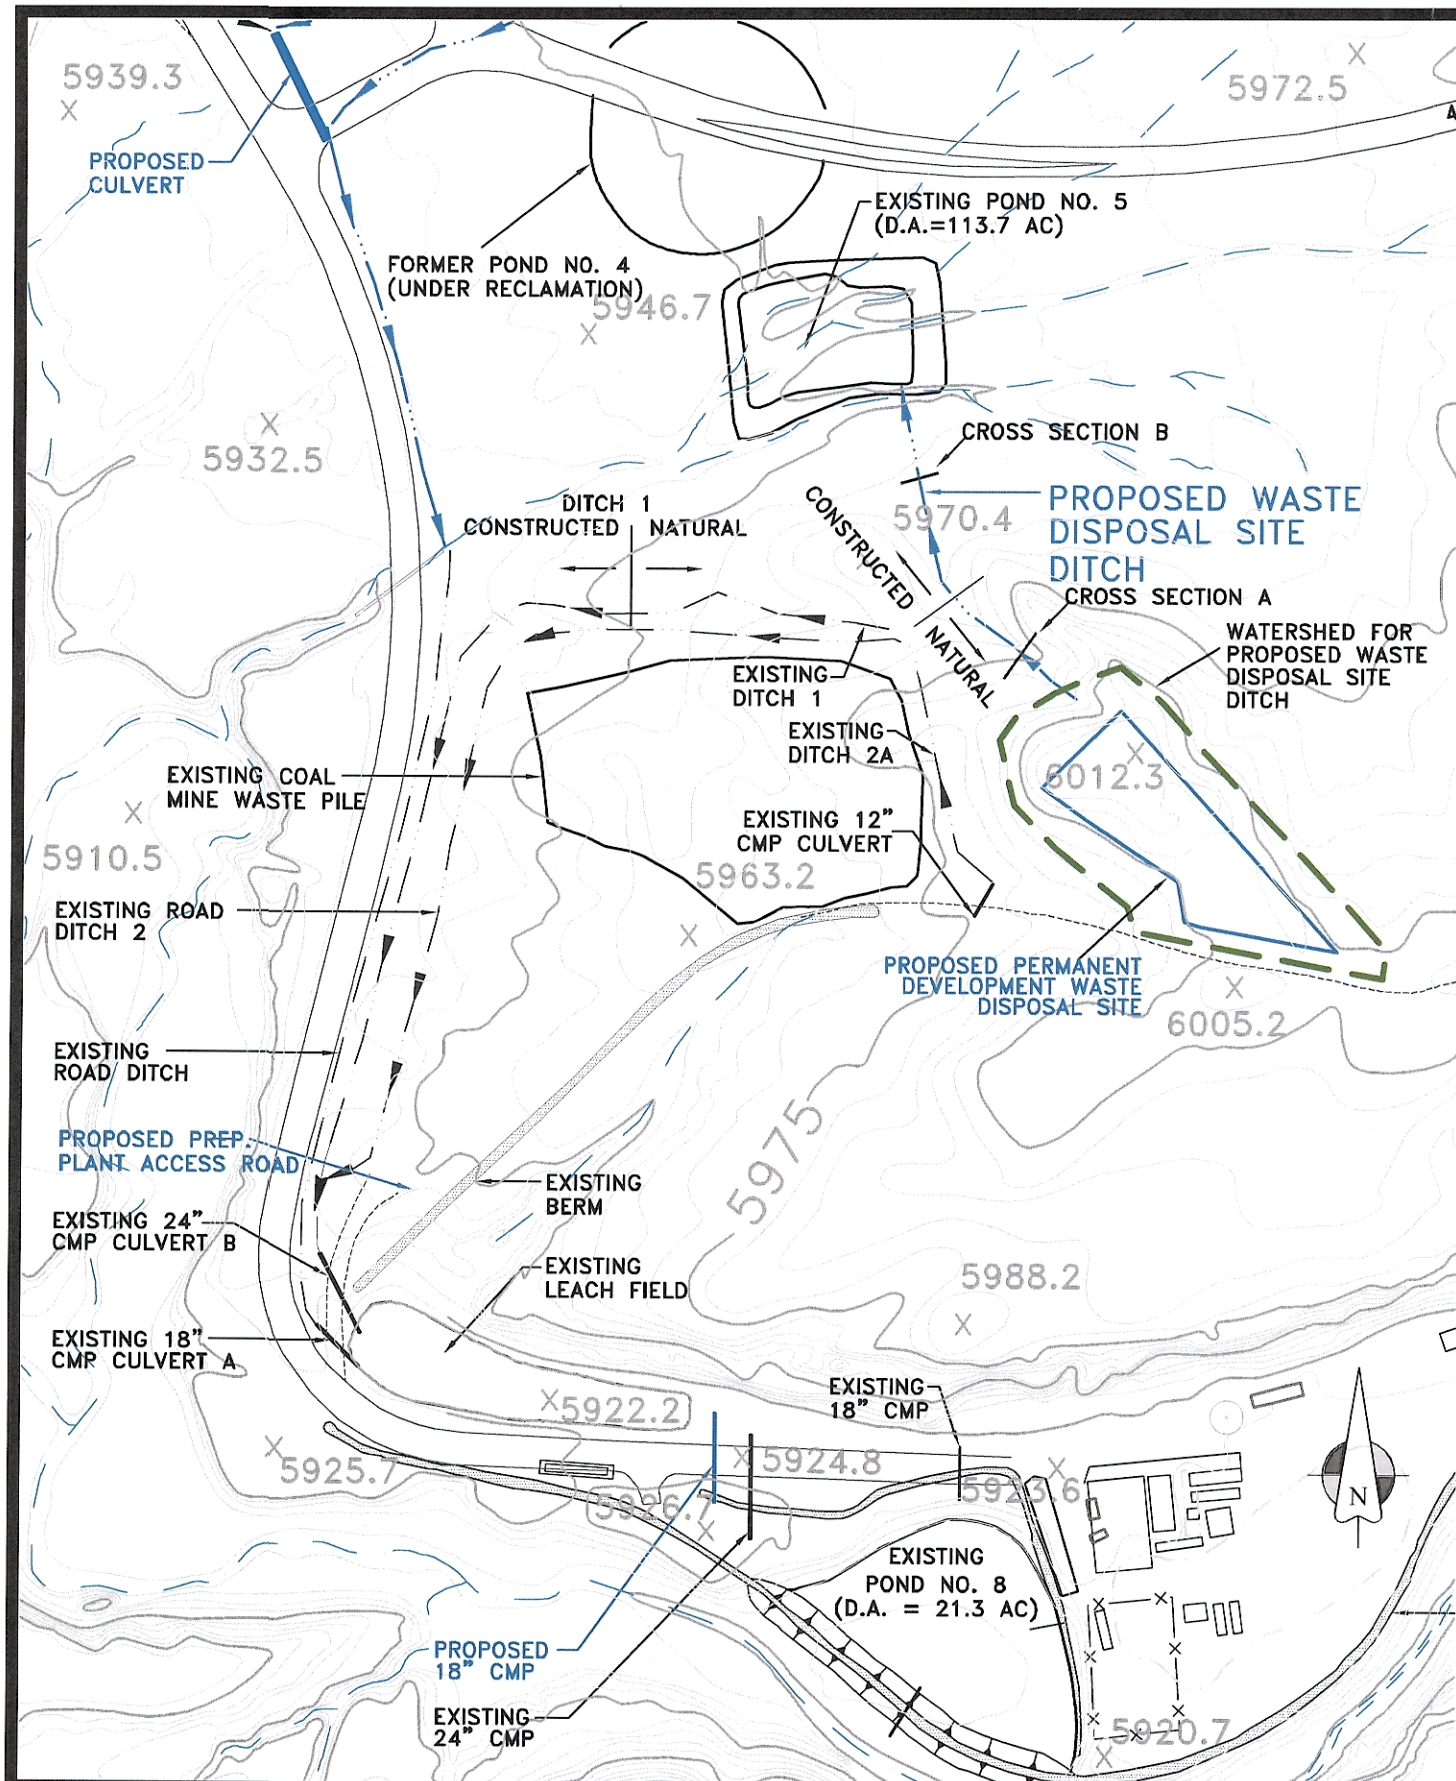 5939.3
5972.5
PROPOSED
CULVERT
EXISTING POND NO. 5
(D.A.=113.7 AC)
FORMER POND NO. 4
(UNDER RECLAMATION)
5946.7
CROSS SECTION B
5932.5
DITCH 1
CONSTRUCTED NATURAL
CONSTRUCTED
NATURAL
5970.4
PROPOSED WASTE
DISPOSAL SITE
DITCH
CROSS SECTION A
WATERSHED FOR
PROPOSED WASTE
DISPOSAL SITE
DITCH
EXISTING
DITCH 1
EXISTING
DITCH 2A
6012.3
EXISTING COAL
MINE WASTE PILE
EXISTING 12"
CMP CULVERT
5910.5
5963.2
EXISTING ROAD
DITCH 2
PROPOSED PERMANENT
DEVELOPMENT WASTE
DISPOSAL SITE
6005.2
EXISTING
ROAD DITCH
5975
PROPOSED PREP.
PLANT ACCESS ROAD
EXISTING
BERM
EXISTING 24"
CMP CULVERT B
EXISTING
LEACH FIELD
5988.2
EXISTING 18"
CMP CULVERT A
5922.2
EXISTING
18" CMP
5925.7
5924.8
5926.7
5923.6
N
EXISTING
POND NO. 8
(D.A. = 21.3 AC)
PROPOSED
18" CMP
EXISTING
24" CMP
5920.7